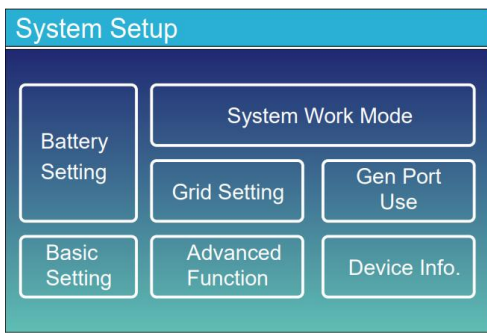 System Setup
Battery
Setting
System Work Mode
Grid Setting
Gen Port
Use
Basic
Setting
Advanced
Function
Device Info.